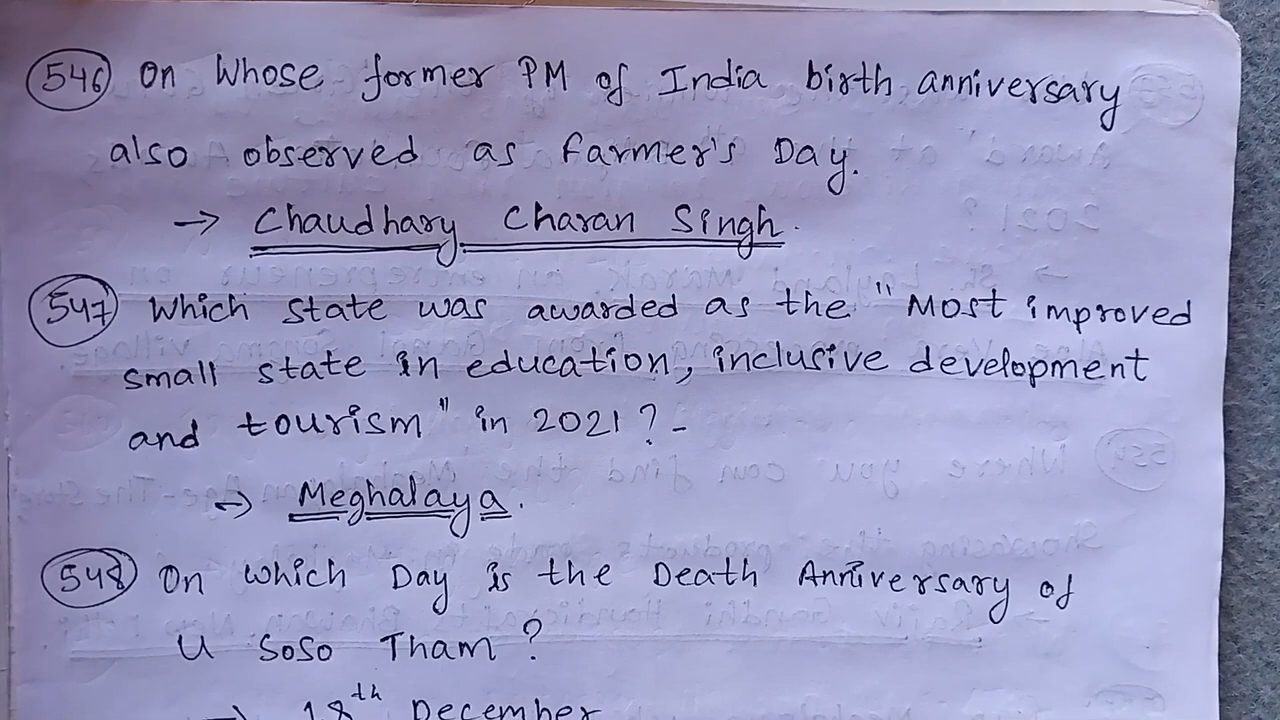 546 On Whose former PM of India birth anniversary
also observed as farmer's Day.
→ Chaudhary Charan Singh.
547 Which state was awarded as the "Most improved
small state in education, inclusive development
and tourism" in 2021? -
→ Meghalaya.
548 On which Day is the Death Anniversary of
U SoSo Tham?
→ 18th December